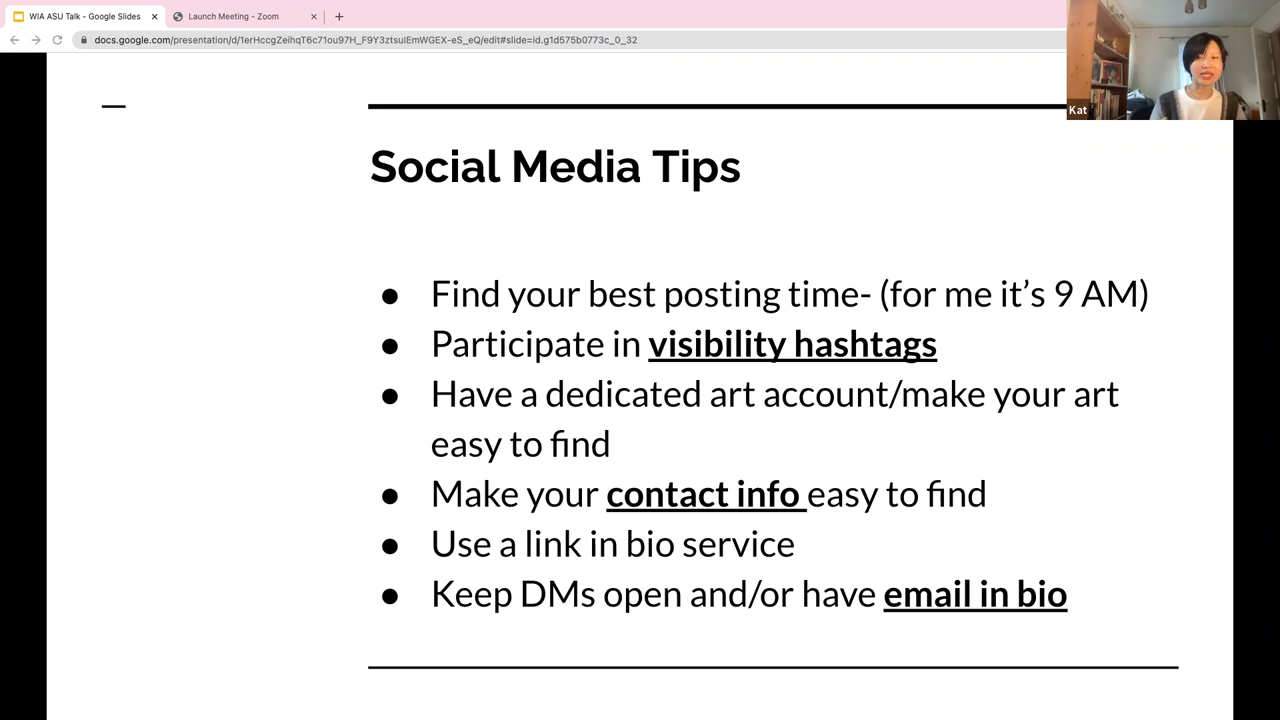 WIA ASU Talk - Google Slides
Launch Meeting - Zoom
docs.google.com/presentation/d/1erHccgZeihqT6c71ou97H_F9Y3ztsulEmWGEX-eS_eQ/edit#slide=id.g1d575b0773c_0_32
Kat
Social Media Tips
● Find your best posting time- (for me it’s 9 AM)
● Participate in visibility hashtags
● Have a dedicated art account/make your art
easy to find
● Make your contact info easy to find
● Use a link in bio service
● Keep DMs open and/or have email in bio